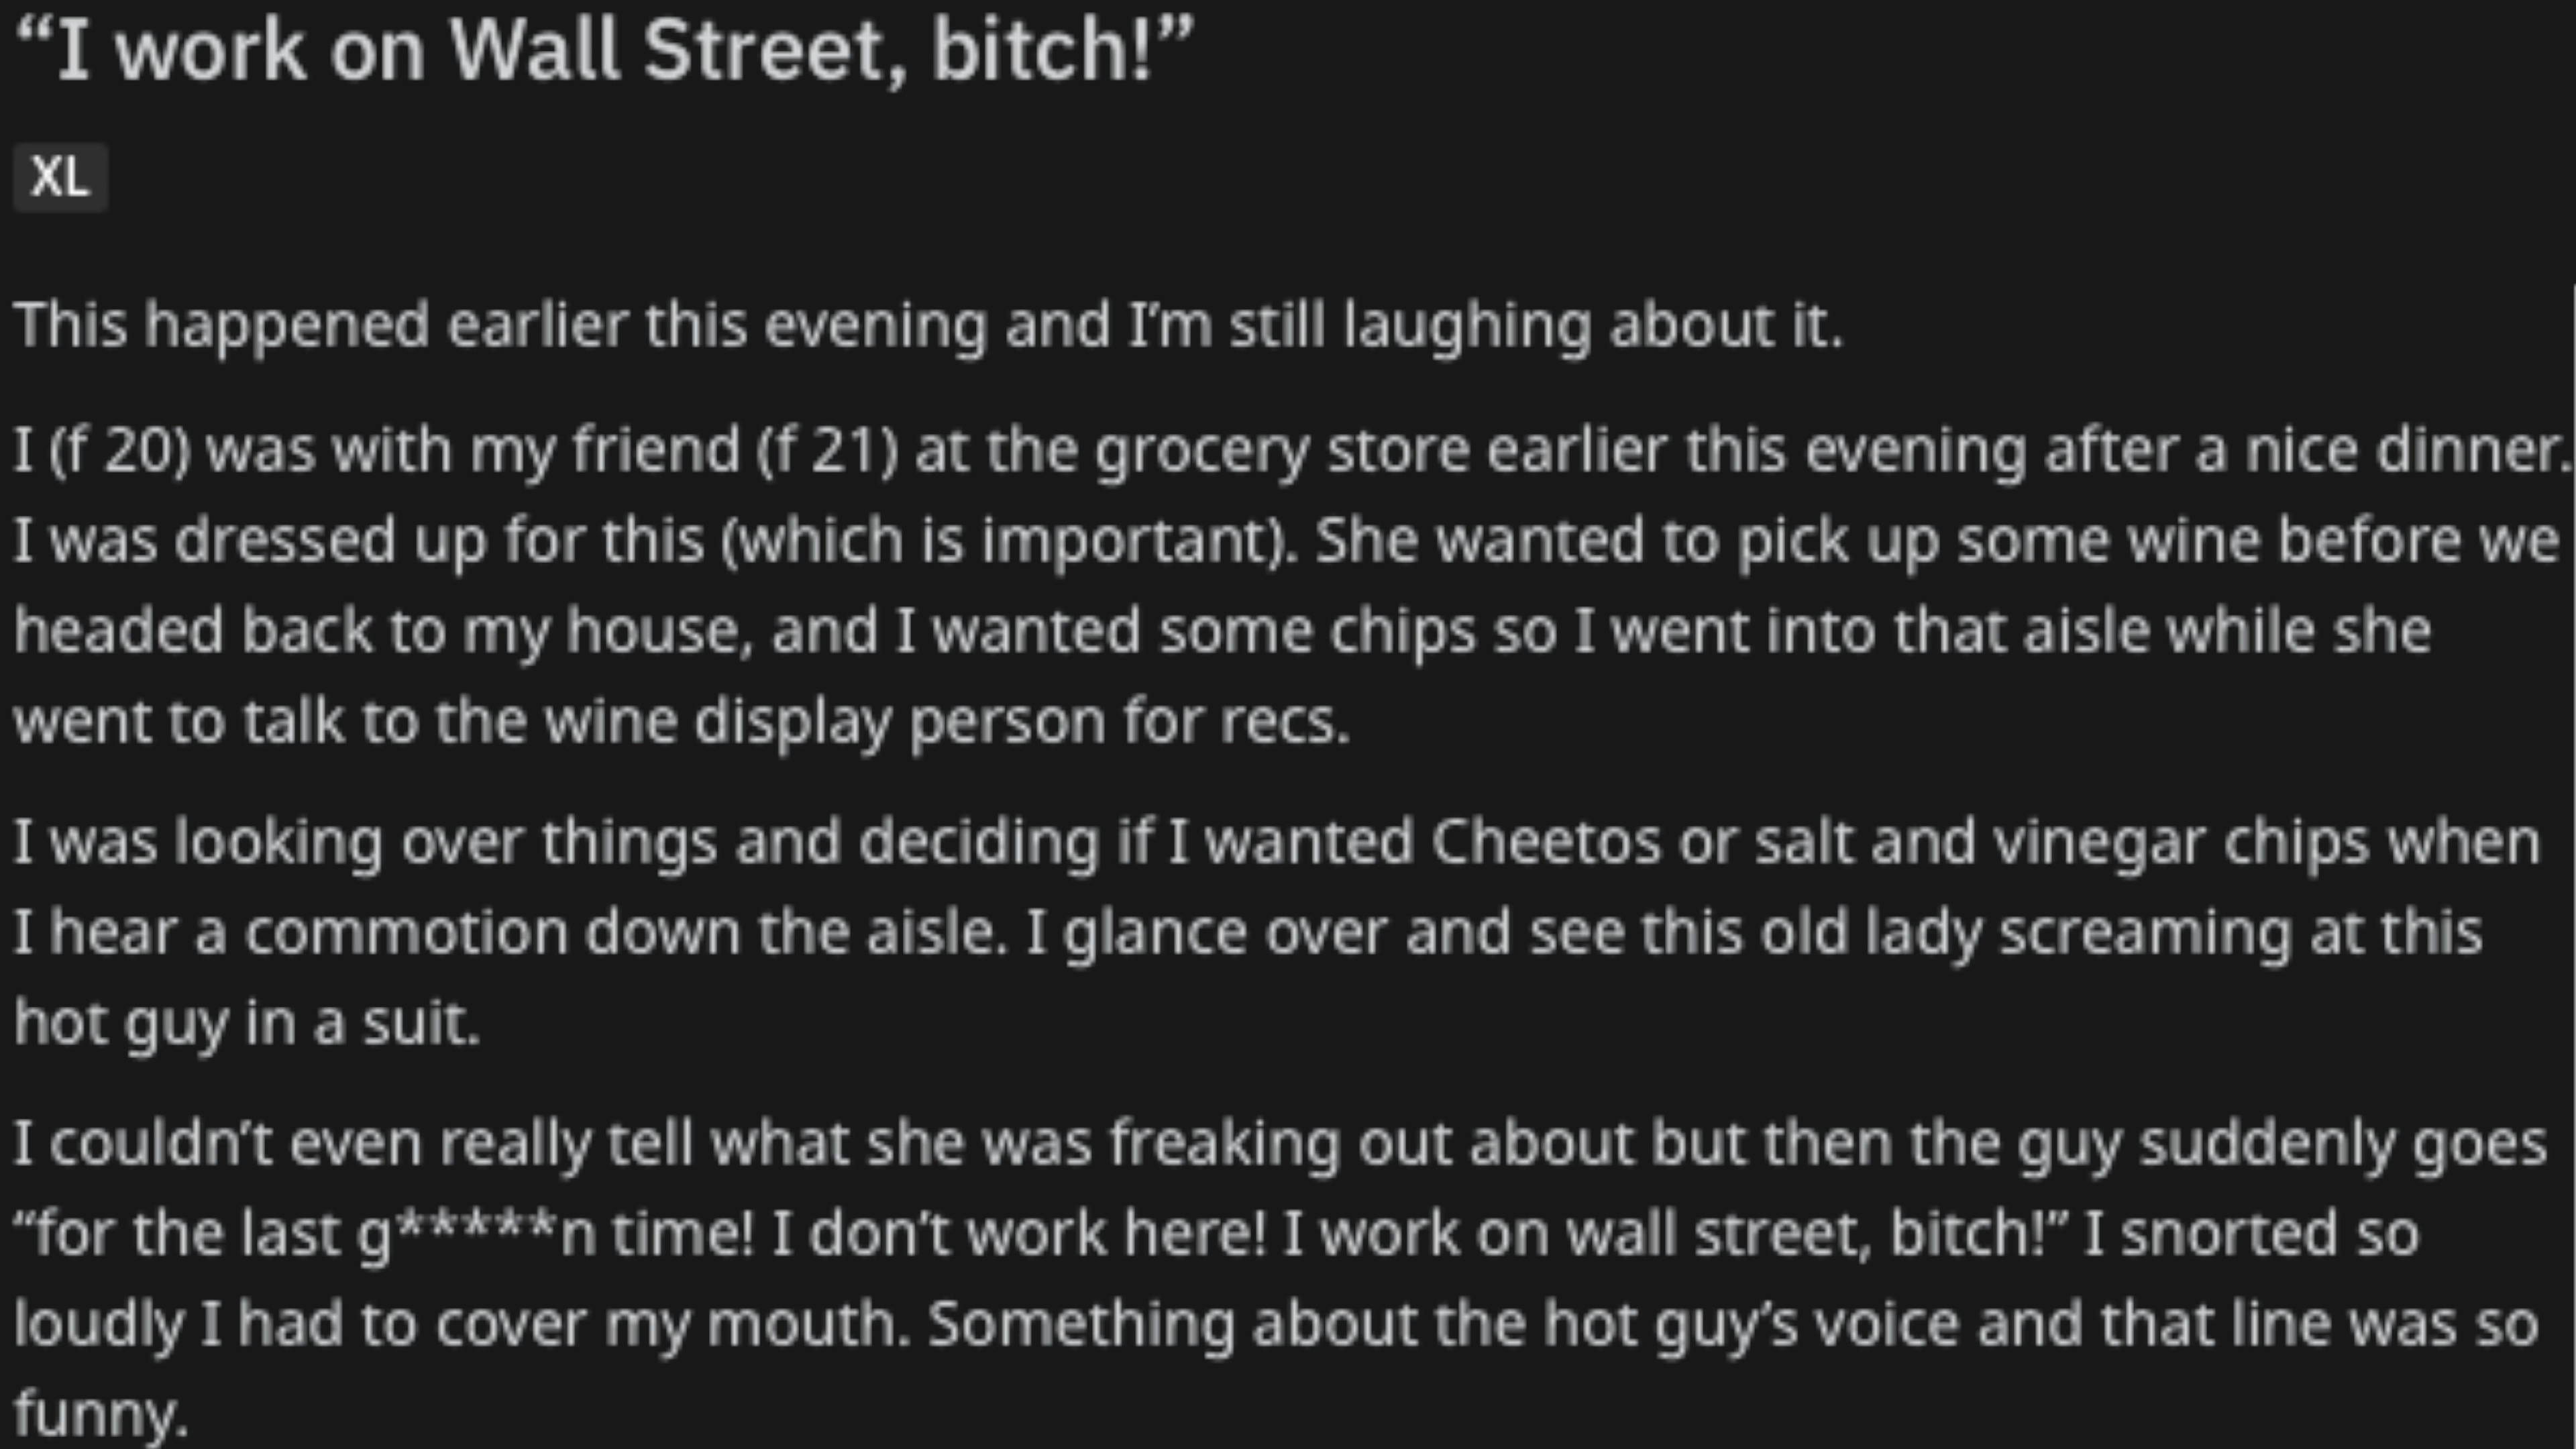 “I work on Wall Street, bitch!”
XL
This happened earlier this evening and I’m still laughing about it.
I (f 20) was with my friend (f 21) at the grocery store earlier this evening after a nice dinner.
I was dressed up for this (which is important). She wanted to pick up some wine before we
headed back to my house, and I wanted some chips so I went into that aisle while she
went to talk to the wine display person for recs.
I was looking over things and deciding if I wanted Cheetos or salt and vinegar chips when
I hear a commotion down the aisle. I glance over and see this old lady screaming at this
hot guy in a suit.
I couldn’t even really tell what she was freaking out about but then the guy suddenly goes
“for the last g*****n time! I don’t work here! I work on wall street, bitch!” I snorted so
loudly I had to cover my mouth. Something about the hot guy’s voice and that line was so
funny.